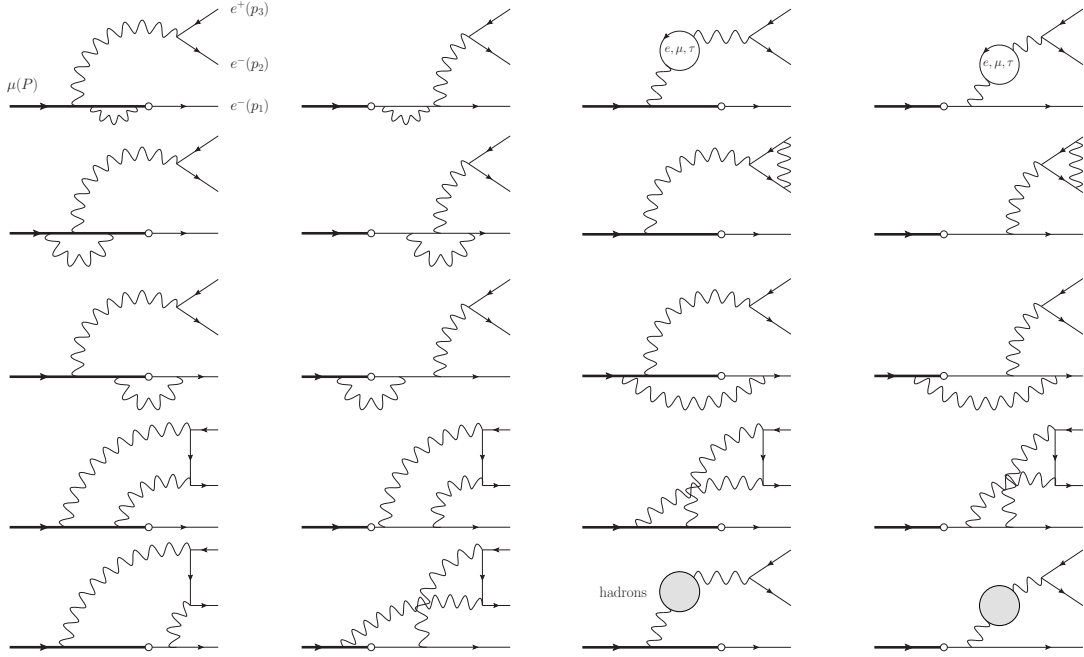 e⁺(p₃)
e, μ, τ
e⁻(p₂)
e, μ, τ
μ(P)
e⁻(p₁)
hadrons